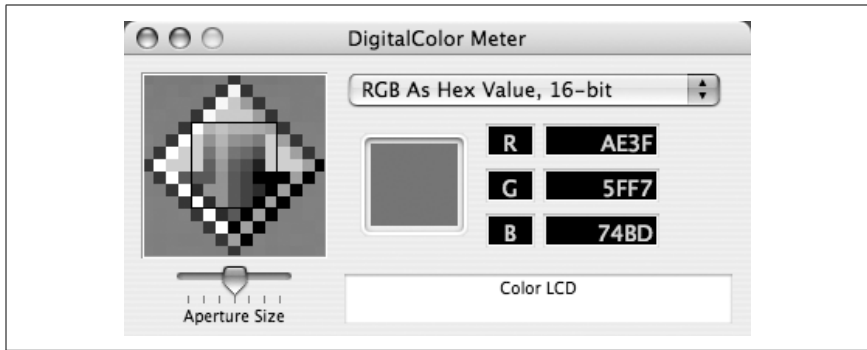 DigitalColor Meter
RGB As Hex Value, 16-bit
R AE3F
G 5FF7
B 74BD
Aperture Size
Color LCD